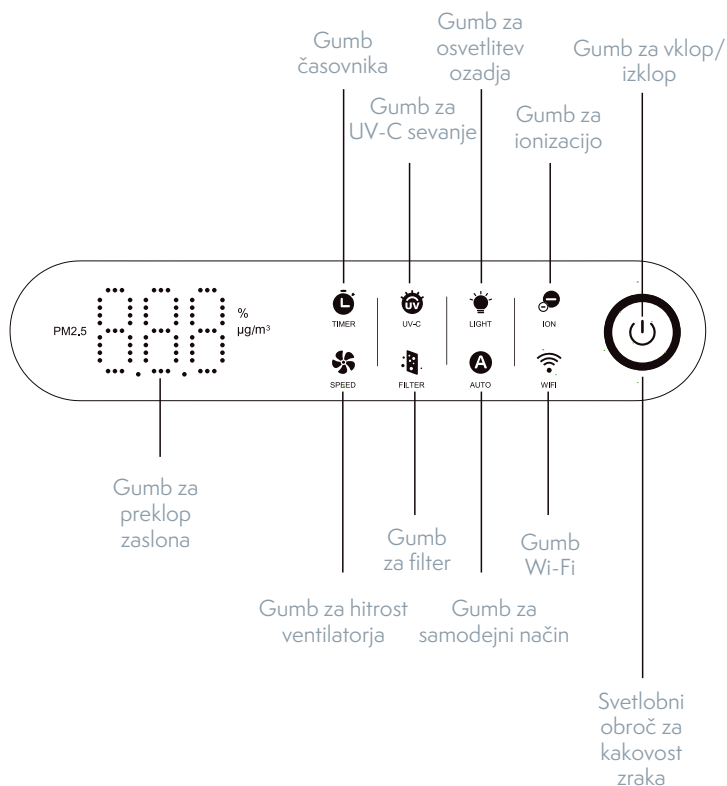 Gumb
časovnika
Gumb za
osvetlitev
ozadja
Gumb za vklop/
izklop
Gumb za
UV-C sevanje
Gumb za
ionizacijo
PM2.5
888
%
μg/m³
TIMER
UV
UV-C
LIGHT
ION
SPEED
FILTER
A
AUTO
WIFI
Gumb za
preklop
zaslona
Gumb
za filter
Gumb
Wi-Fi
Gumb za hitrost
ventilatorja
Gumb za
samodejni način
Svetlobni
obroč za
kakovost
zraka